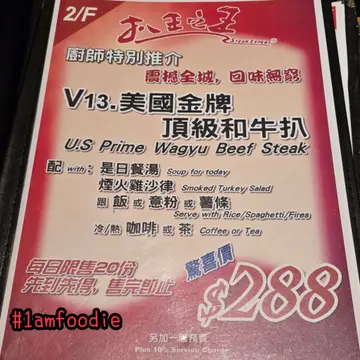 2/F
扒王之王
廚師特別推介
震撼全城，回味無窮
V13.美國金牌
頂級和牛扒
U.S Prime Wagyu Beef Steak
配 with：是日餐湯 Soup for today
煙火雞沙律 Smoked Turkey Salad
跟 飯 或 意粉 或 薯條
Serve with Rice/Spaghetti/Fires
冷/熱 咖啡 或 茶 Coffee or Tea
每日限售20份
先到先得，售完即止
驚喜價
$288
另加一服務費
Plus 10% Service Charge
#1amfoodie